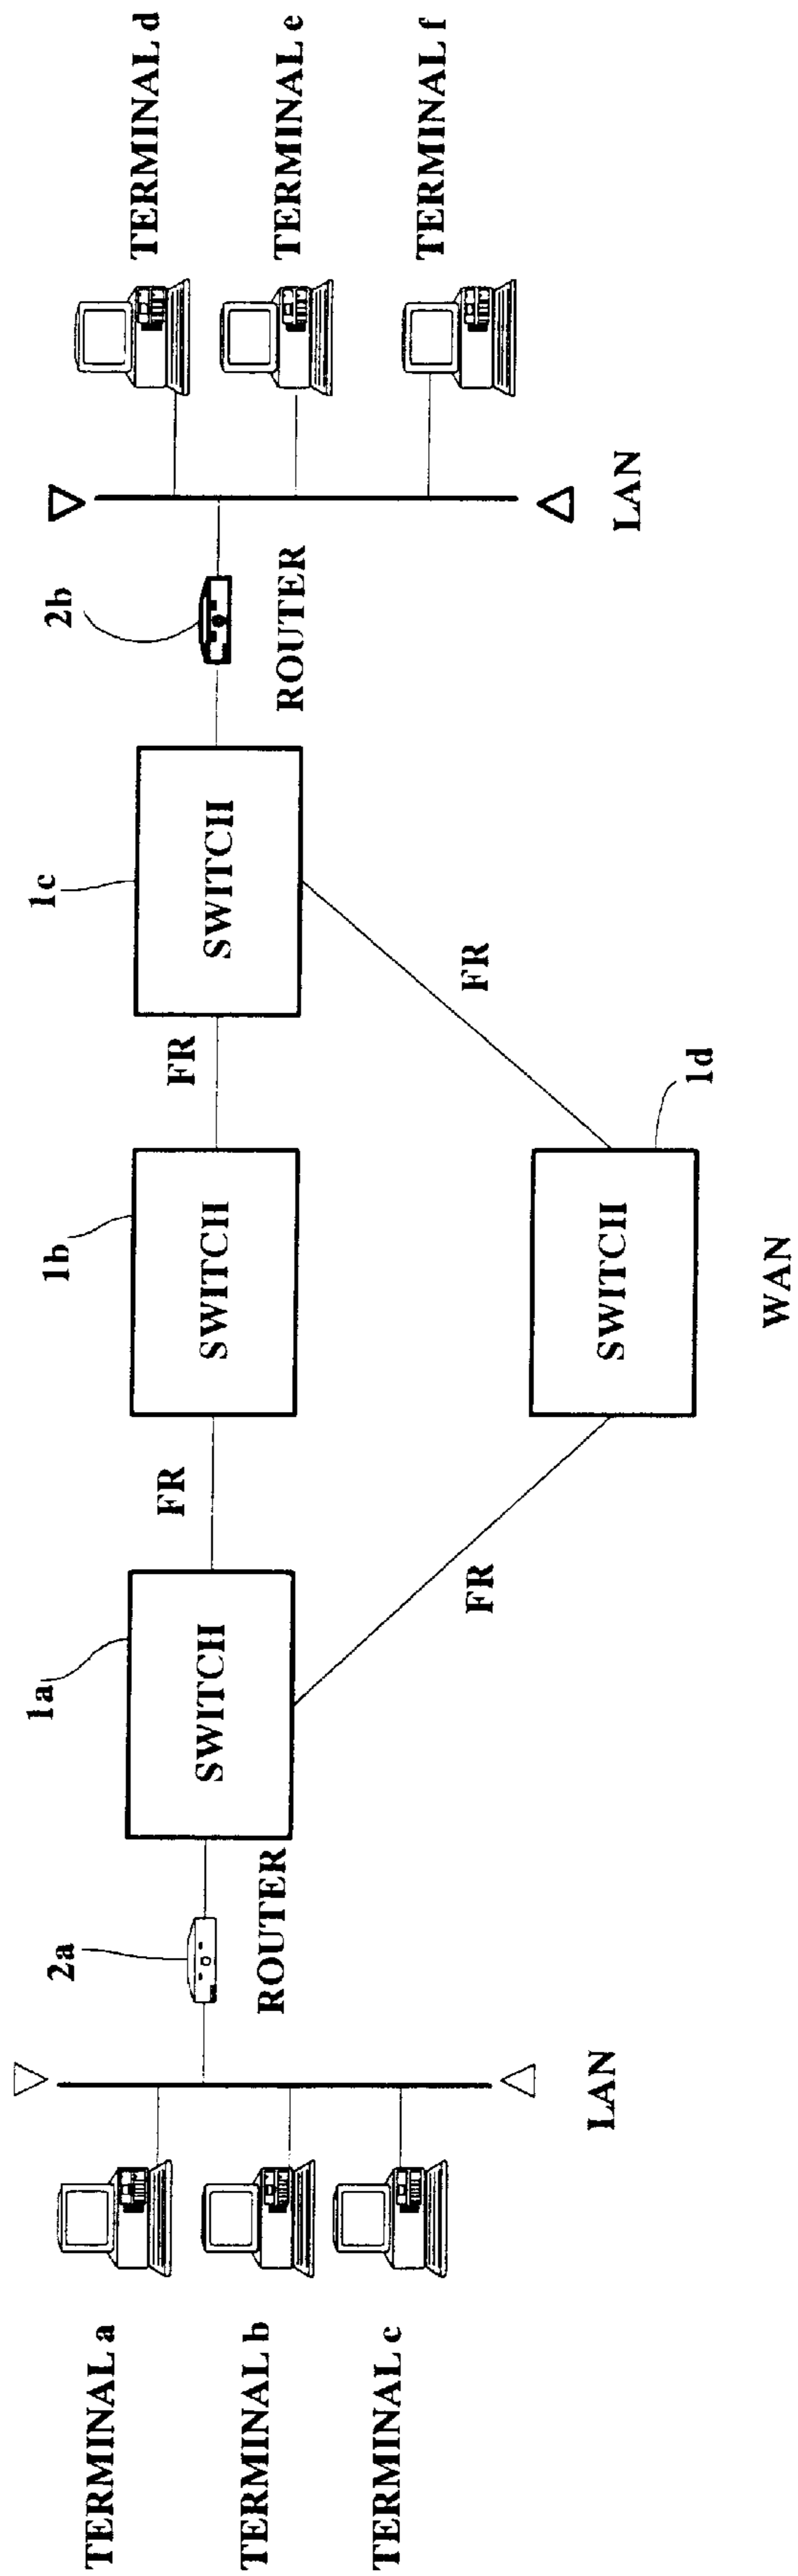 TERMINAL a
TERMINAL b
TERMINAL c
LAN
2a
ROUTER
1a
SWITCH
FR
FR
1b
SWITCH
SWITCH
1d
WAN
FR
FR
1c
SWITCH
2b
ROUTER
LAN
TERMINAL d
TERMINAL e
TERMINAL f